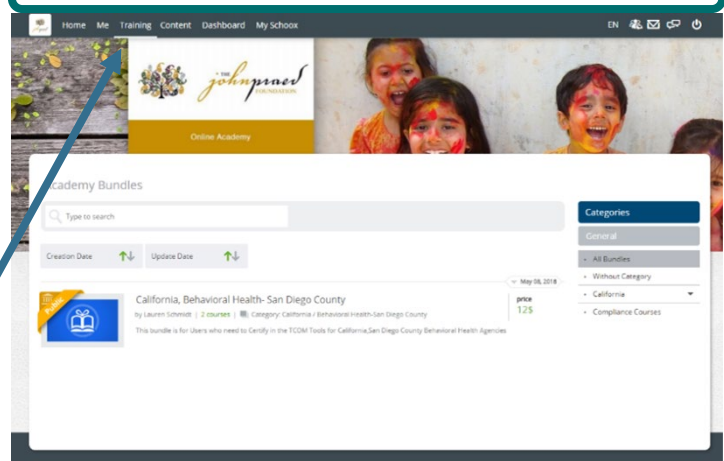 Home Me Training Content Dashboard My Schoox EN
THE
johnpraed
FOUNDATION
Online Academy
Academy Bundles
Type to search
Categories
General
Creation Date Update Date
All Bundles
Without Category
May 08, 2018
California
California, Behavioral Health- San Diego County
price
12$
Public
by Lauren Schmidt | 2 courses | Category: California / Behavioral Health-San Diego County
Compliance Courses
This bundle is for Users who need to Certify in the TCOM Tools for California,San Diego County Behavioral Health Agencies